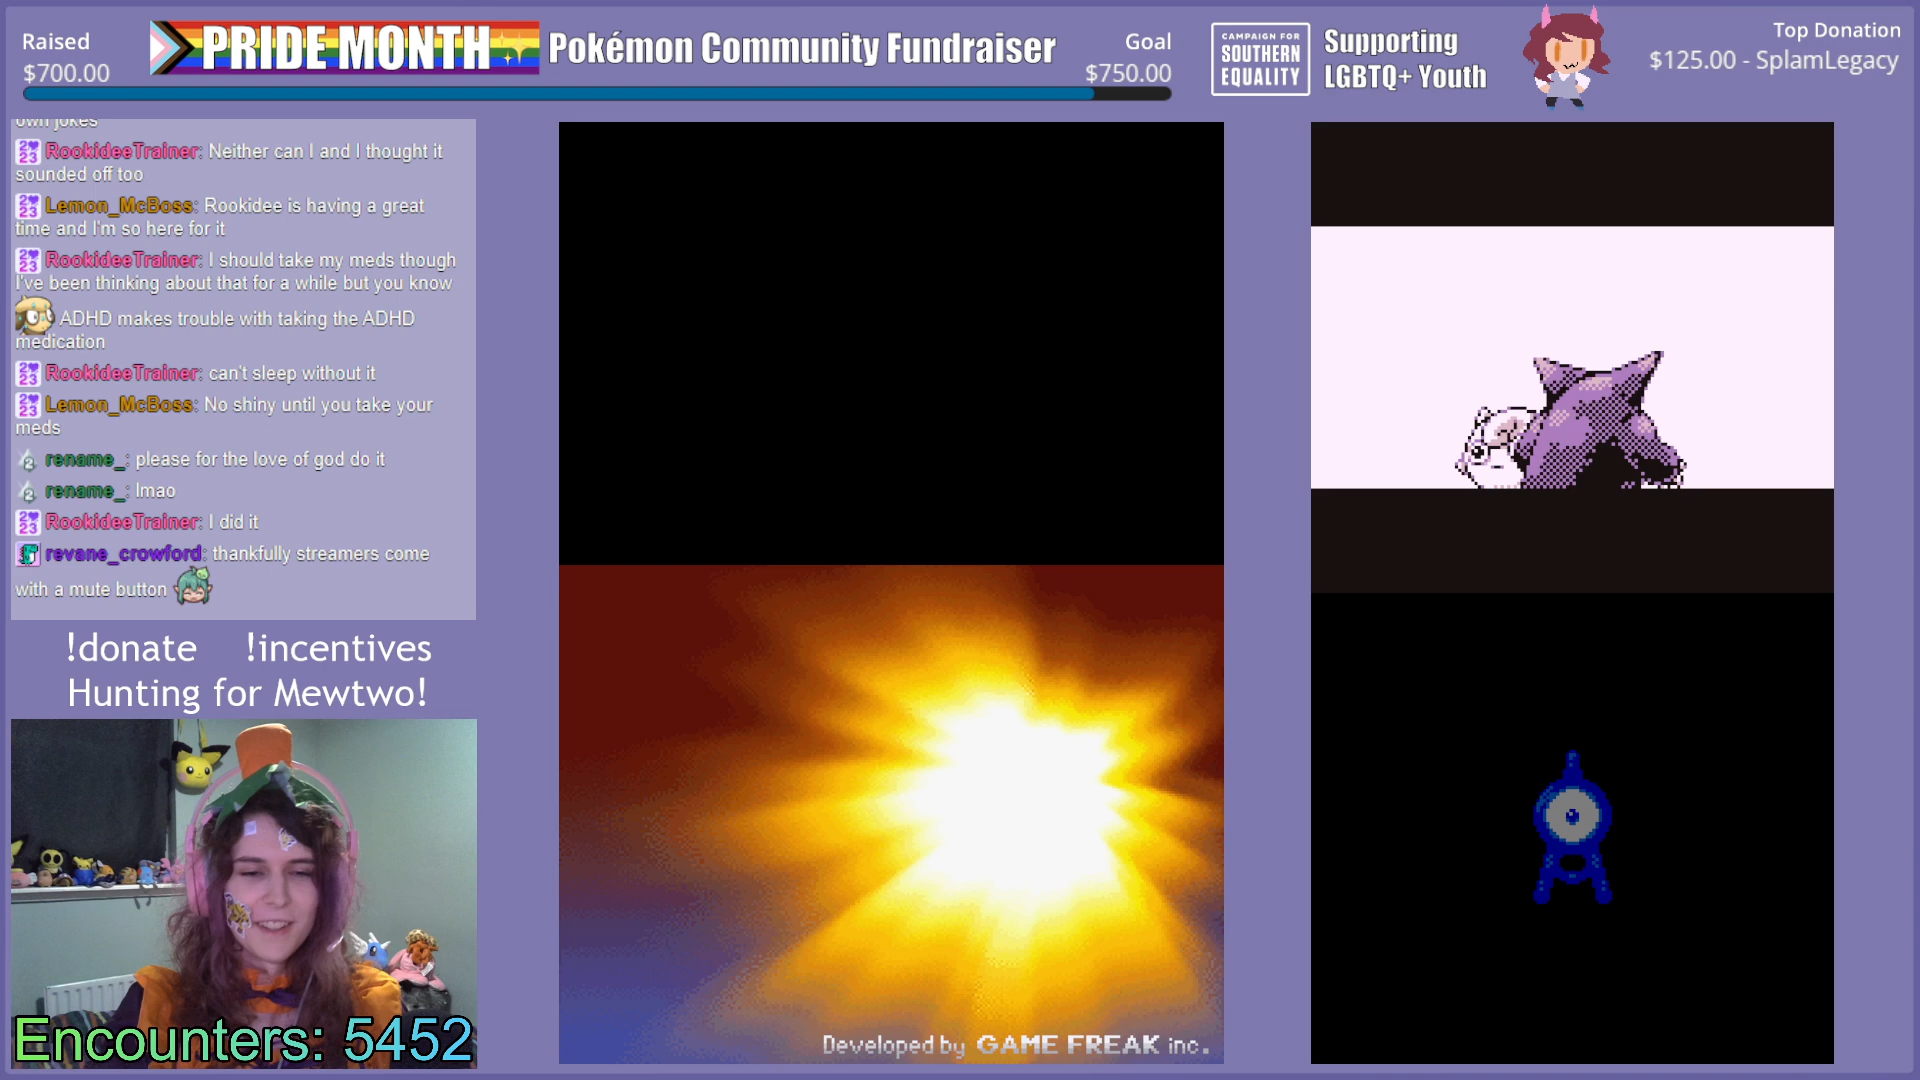 Raised
$700.00
PRIDE MONTH
Pokémon Community Fundraiser
Goal
$750.00
CAMPAIGN FOR
SOUTHERN
EQUALITY
Supporting
LGBTQ+ Youth
Top Donation
$125.00 - SplamLegacy
own jokes
RookideeTrainer: Neither can I and I thought it
sounded off too
Lemon_McBoss: Rookidee is having a great
time and I'm so here for it
RookideeTrainer: I should take my meds though
I've been thinking about that for a while but you know
ADHD makes trouble with taking the ADHD
medication
RookideeTrainer: can't sleep without it
Lemon_McBoss: No shiny until you take your
meds
rename_: please for the love of god do it
rename_: lmao
RookideeTrainer: I did it
revane_crowford: thankfully streamers come
with a mute button
!donate !incentives
Hunting for Mewtwo!
Encounters: 5452
Developed by GAME FREAK inc.